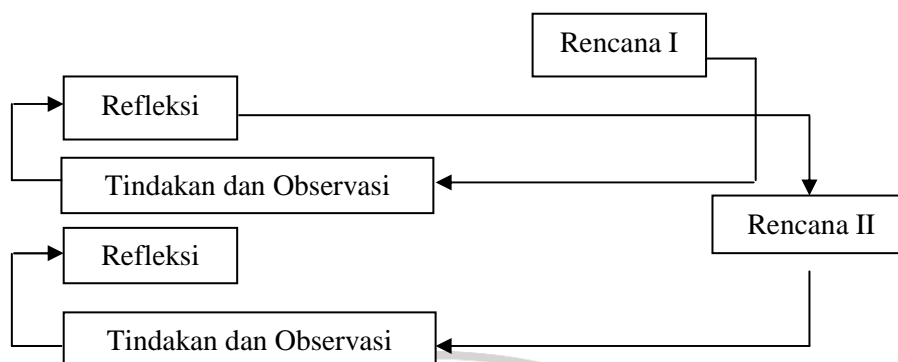 Rencana I
Refleksi
Tindakan dan Observasi
Rencana II
Refleksi
Tindakan dan Observasi